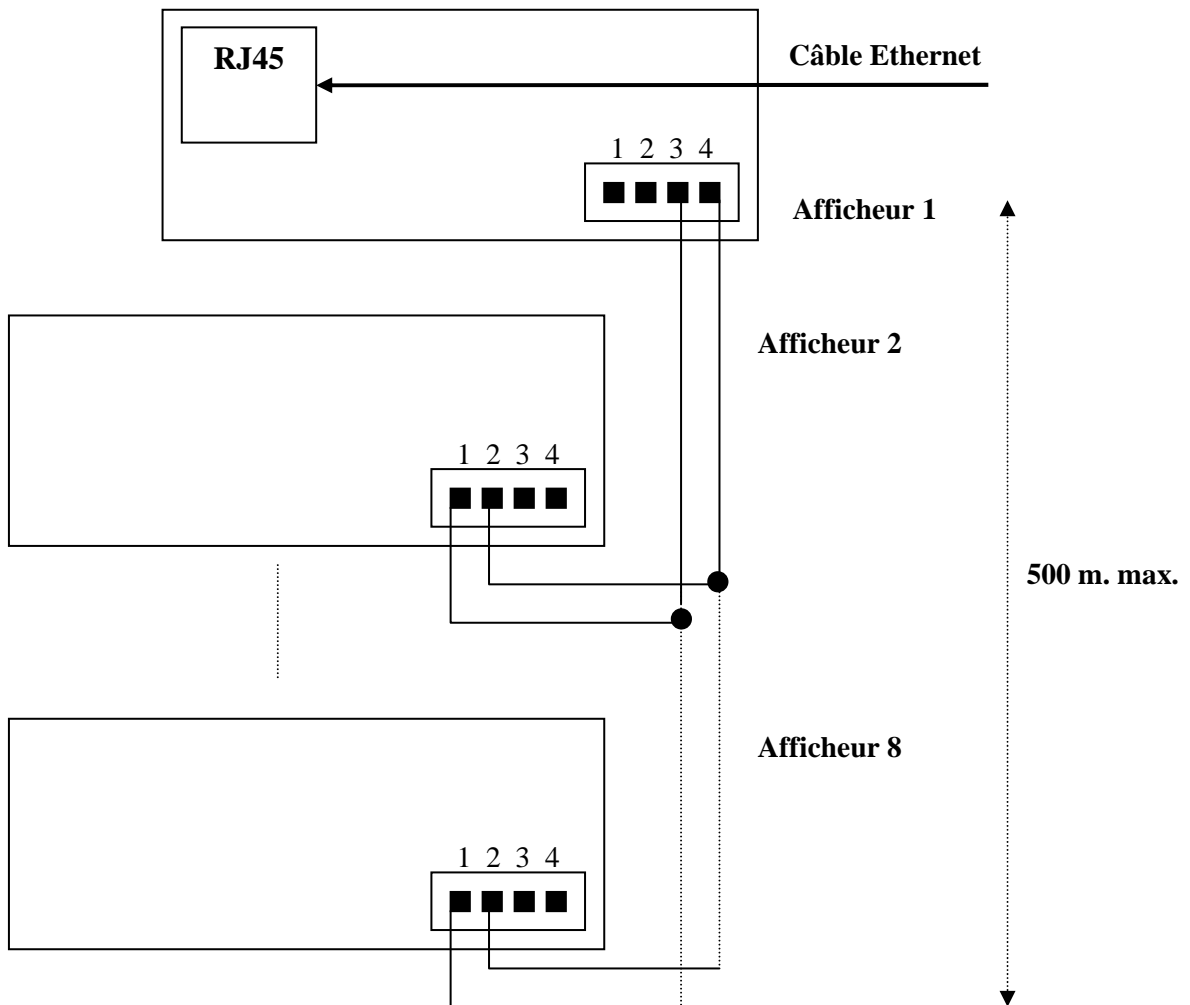 RJ45
Câble Ethernet
1 2 3 4
Afficheur 1
Afficheur 2
1 2 3 4
500 m. max.
Afficheur 8
1 2 3 4